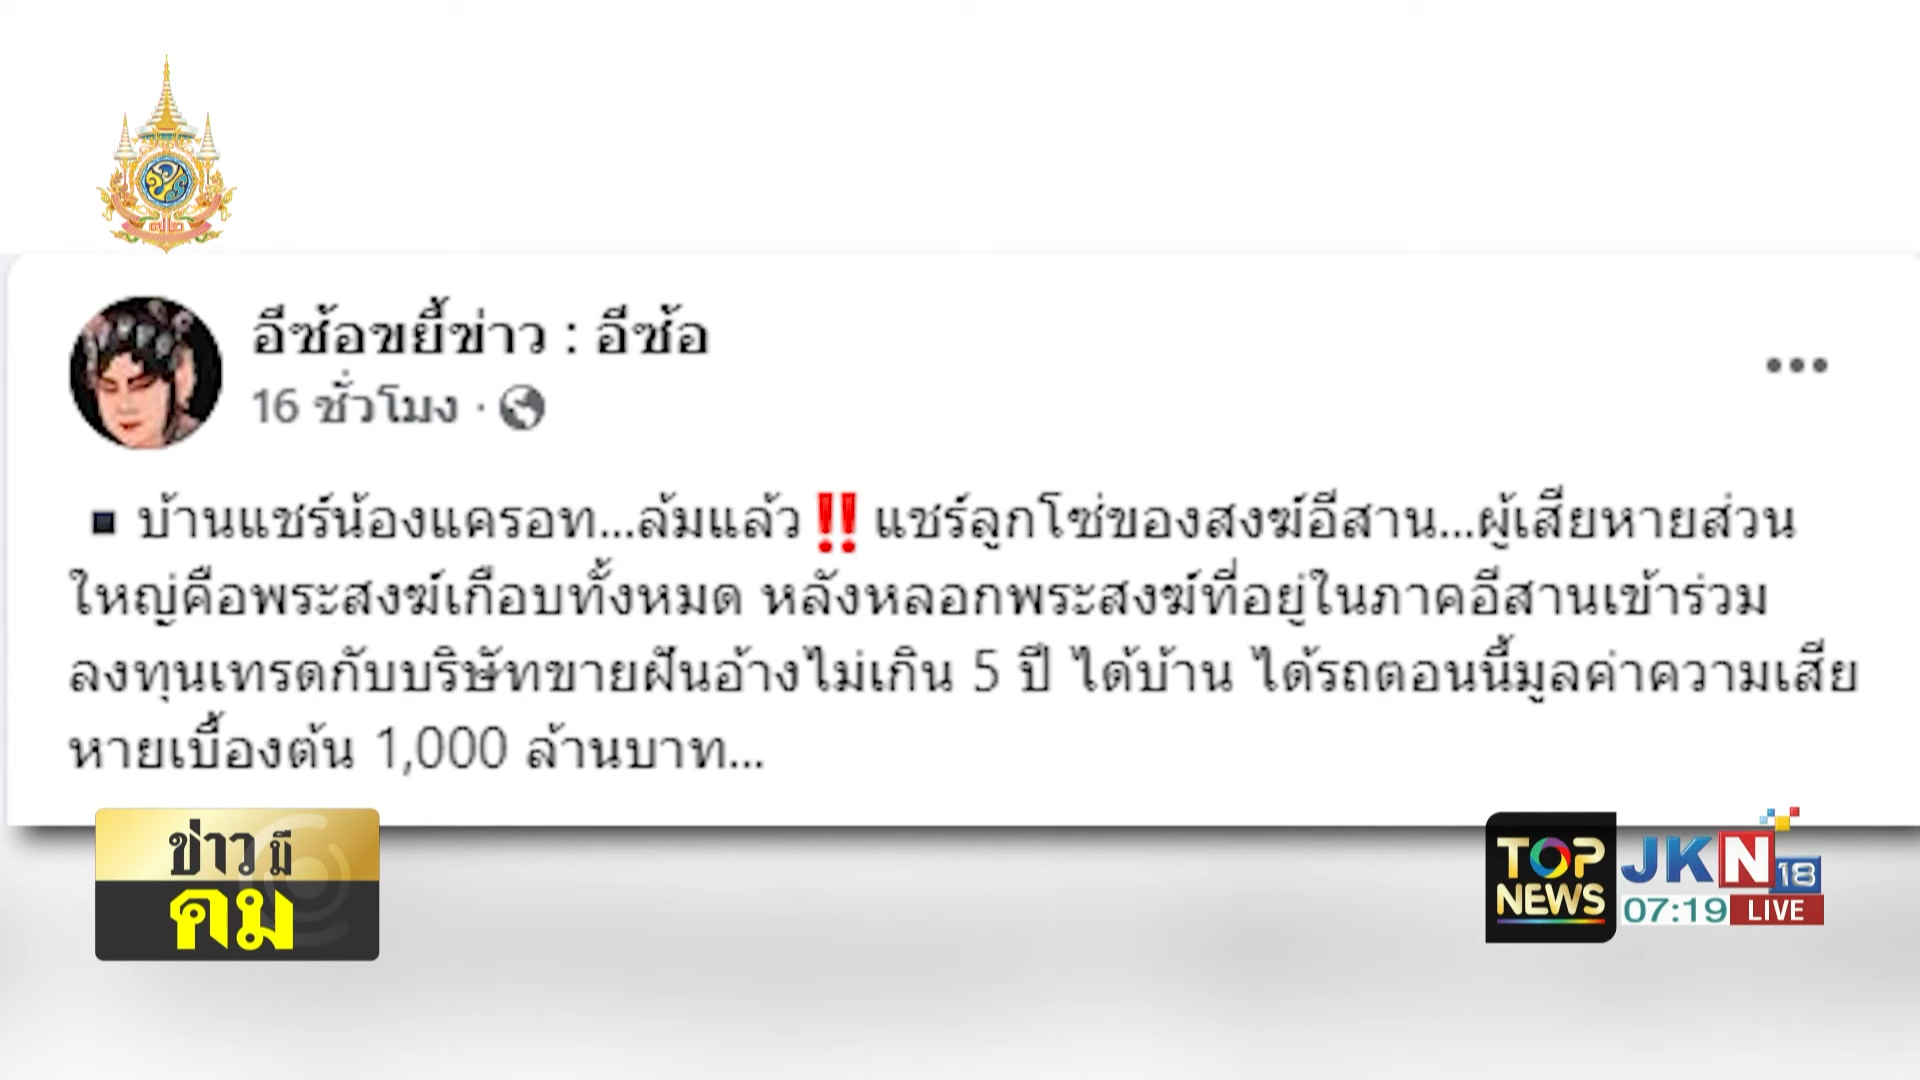 อีซ้อขยี้ข่าว : อีซ้อ
16 ชั่วโมง ·
▪ บ้านแชร์น้องแครอท...ล้มแล้ว‼️ แชร์ลูกโซ่ของสงฆ์อีสาน...ผู้เสียหายส่วน
ใหญ่คือพระสงฆ์เกือบทั้งหมด หลังหลอกพระสงฆ์ที่อยู่ในภาคอีสานเข้าร่วม
ลงทุนเทรดกับบริษัทขายฝันอ้างไม่เกิน 5 ปี ได้บ้าน ได้รถตอนนี้มูลค่าความเสีย
หายเบื้องต้น 1,000 ล้านบาท...
ข่าวมี
คม
TOP
NEWS
JKN18
07:19 LIVE
๗๒